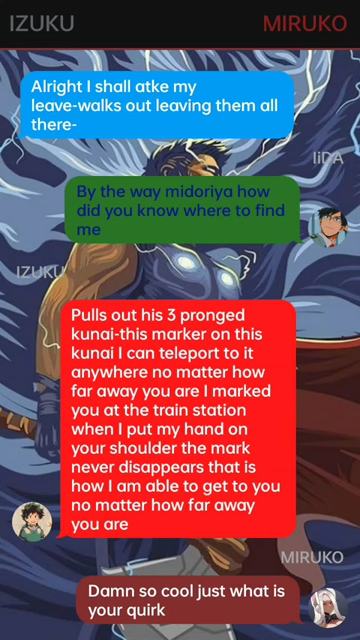 IZUKU
MIRUKO
Alright I shall atke my
leave-walks out leaving them all
there-
IiDA
By the way midoriya how
did you know where to find
me
IZUKU
Pulls out his 3 pronged
kunai-this marker on this
kunai I can teleport to it
anywhere no matter how
far away you are I marked
you at the train station
when I put my hand on
your shoulder the mark
never disappears that is
how I am able to get to you
no matter how far away
you are
MIRUKO
Damn so cool just what is
your quirk